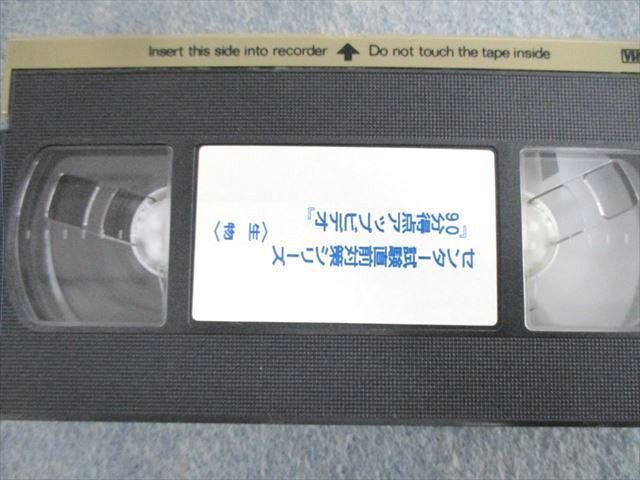 Insert this side into recorder ↑ Do not touch the tape inside
センター試験直前対策シリーズ
『90分得点アップビデオ』
〈生物〉